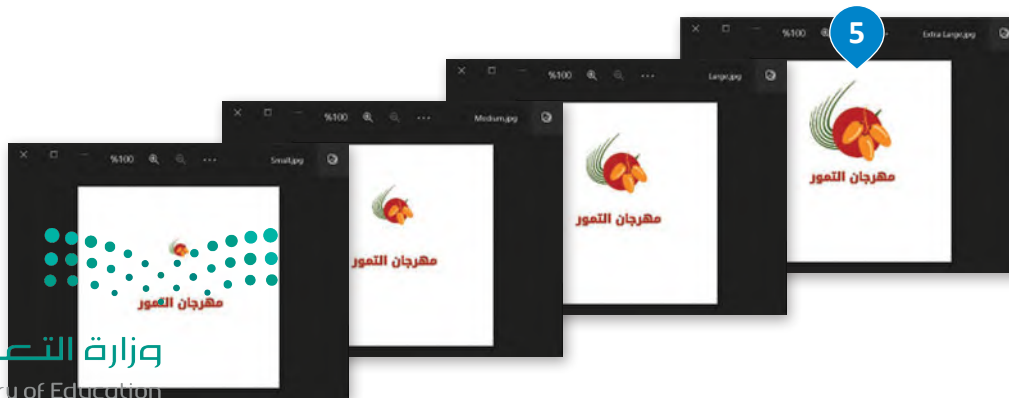 5
%100
Extra Large.jpg
مهرجان التمور
%100
Large.jpg
مهرجان التمور
%100
Medium.jpg
مهرجان التمور
%100
Small.jpg
مهرجان التمور
وزارة التـ
ry of Education